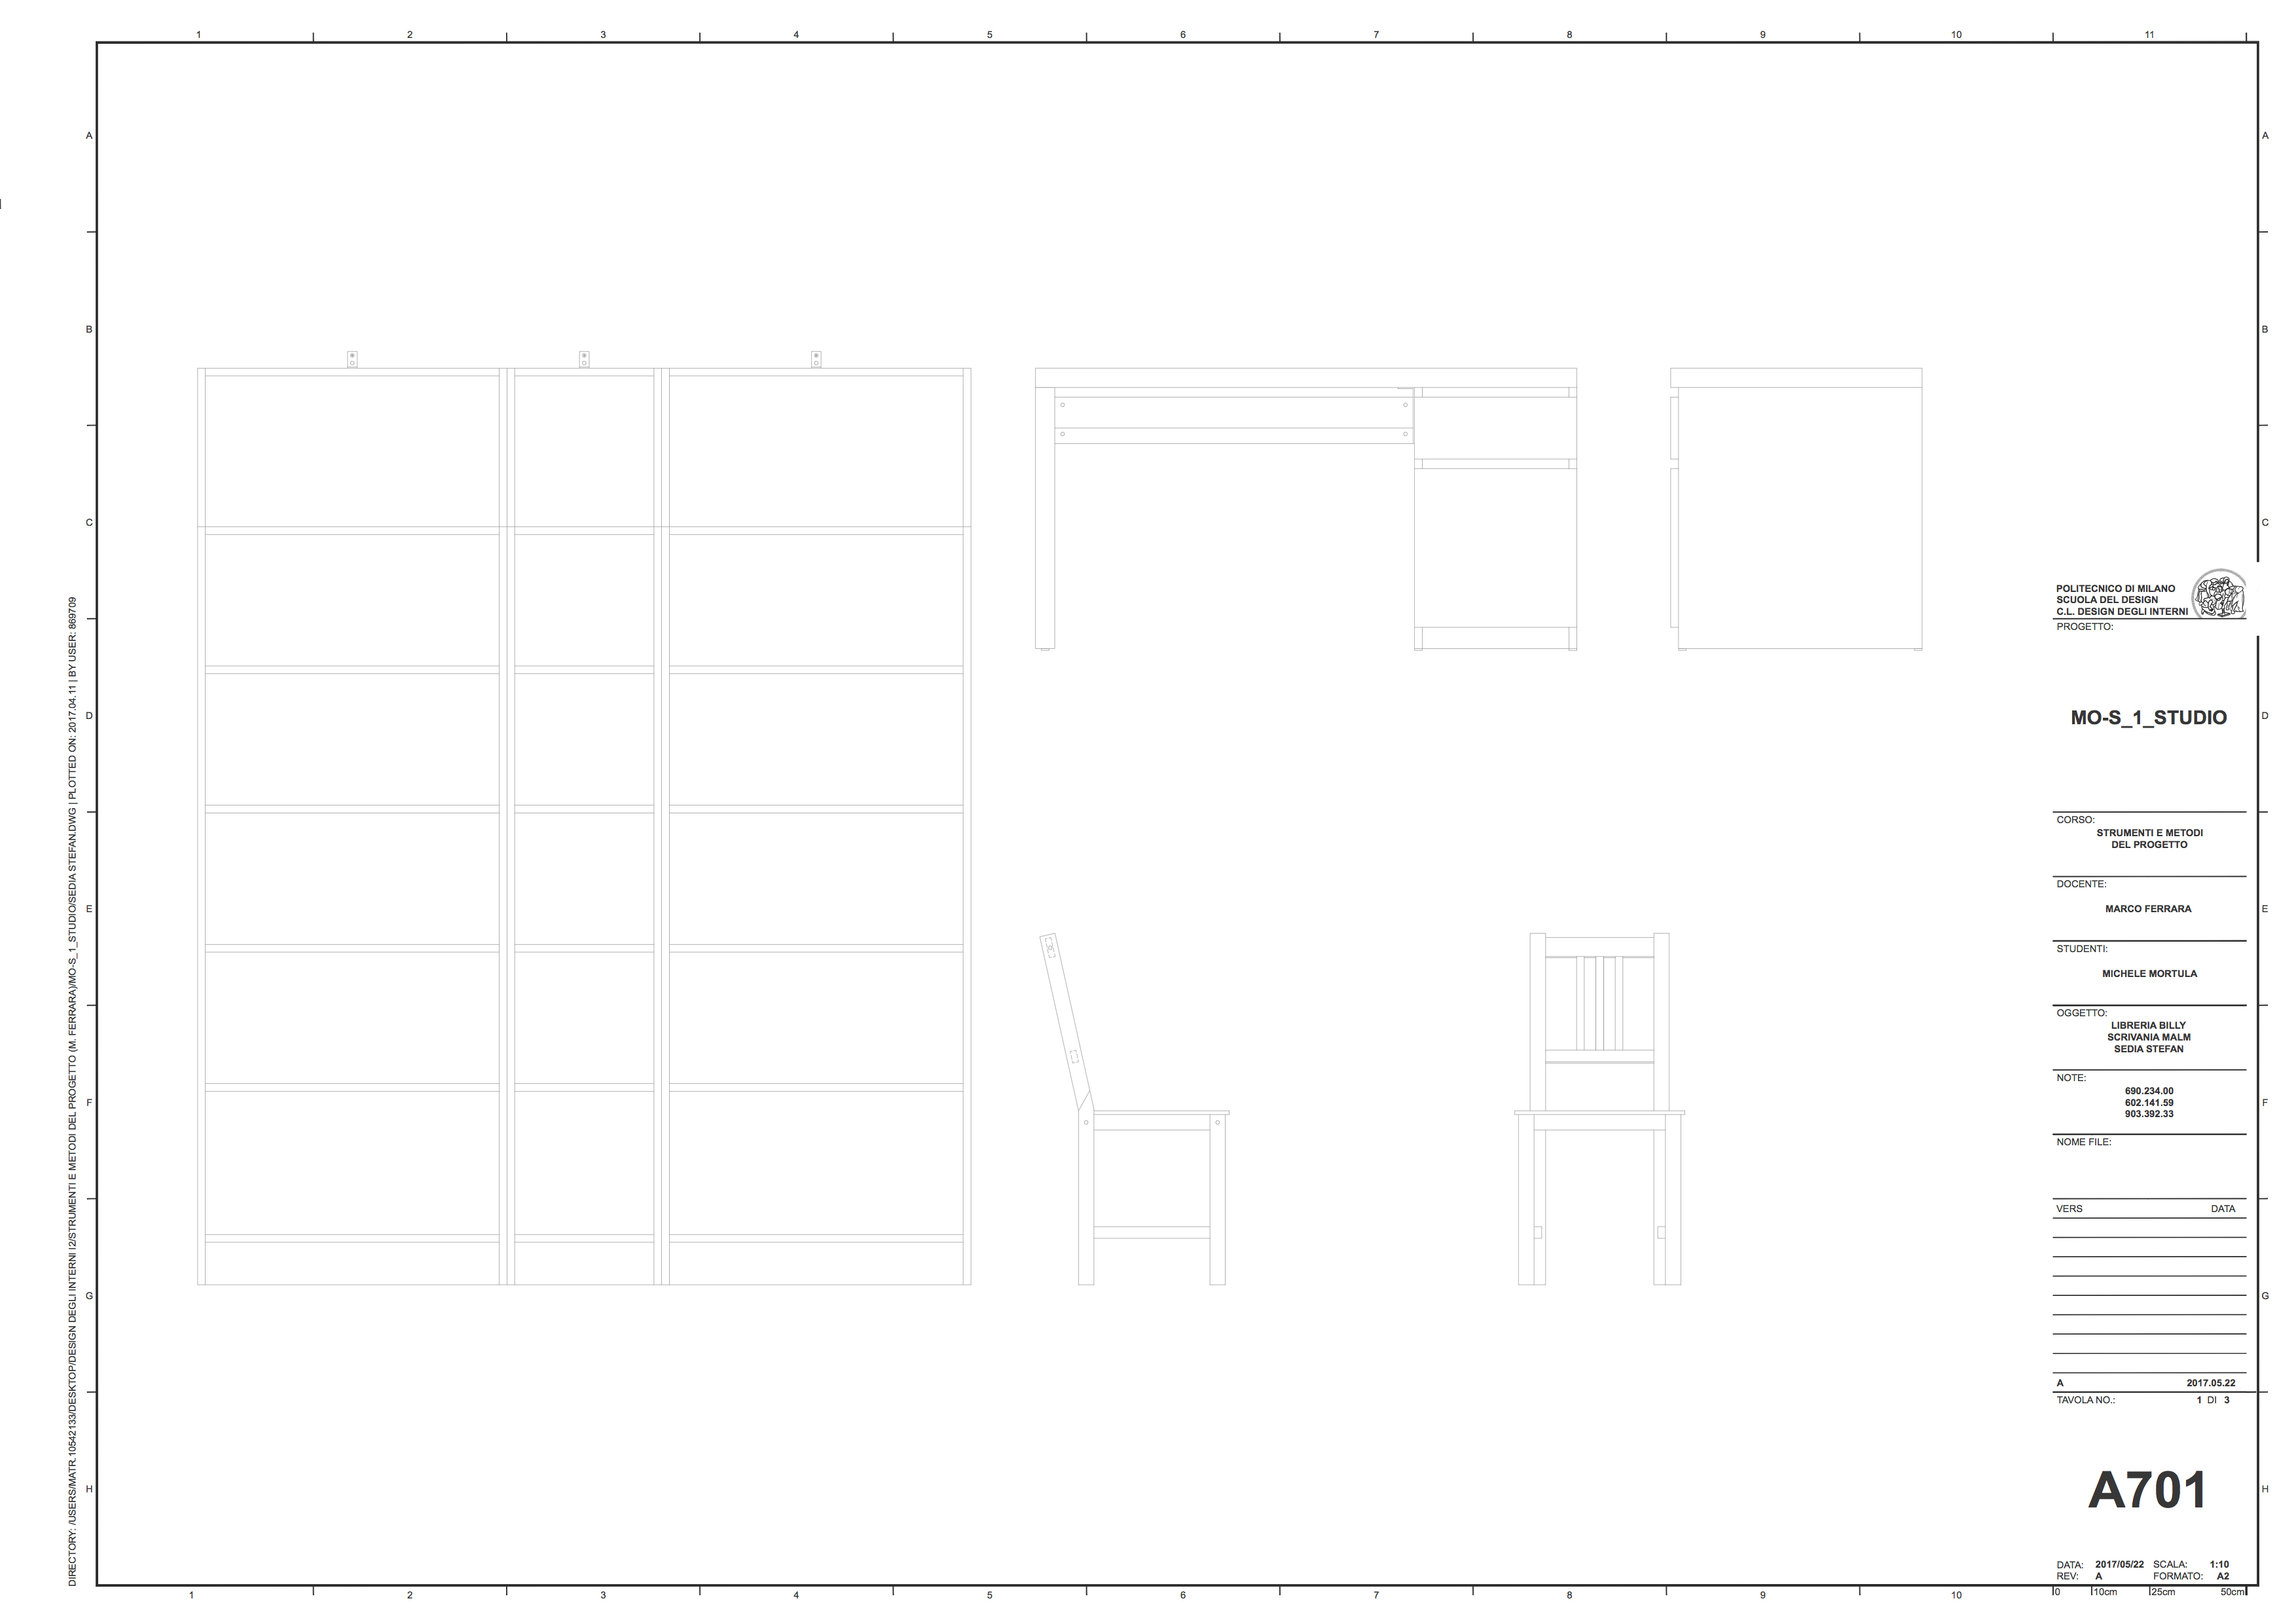 1 2 3 4 5 6 7 8 9 10 11
A A
B B
C C
D D
E E
F F
G G
H H
DIRECTORY: /USERS/MATR.10542133/DESKTOP/DESIGN DEGLI INTERNI I2/STRUMENTI E METODI DEL PROGETTO (M. FERRARA)/MO-S_1_STUDIO/SEDIA STEFAN.DWG | PLOTTED ON: 2017.04.11 | BY USER: 869709
POLITECNICO DI MILANO
SCUOLA DEL DESIGN
C.L. DESIGN DEGLI INTERNI
PROGETTO:
MO-S_1_STUDIO
CORSO:
STRUMENTI E METODI
DEL PROGETTO
DOCENTE:
MARCO FERRARA
STUDENTI:
MICHELE MORTULA
OGGETTO:
LIBRERIA BILLY
SCRIVANIA MALM
SEDIA STEFAN
NOTE:
690.234.00
602.141.59
903.392.33
NOME FILE:
VERS DATA
A 2017.05.22
TAVOLA NO.: 1 DI 3
A701
DATA: 2017/05/22 SCALA: 1:10
REV: A FORMATO: A2
0 10cm 25cm 50cm
1 2 3 4 5 6 7 8 9 10